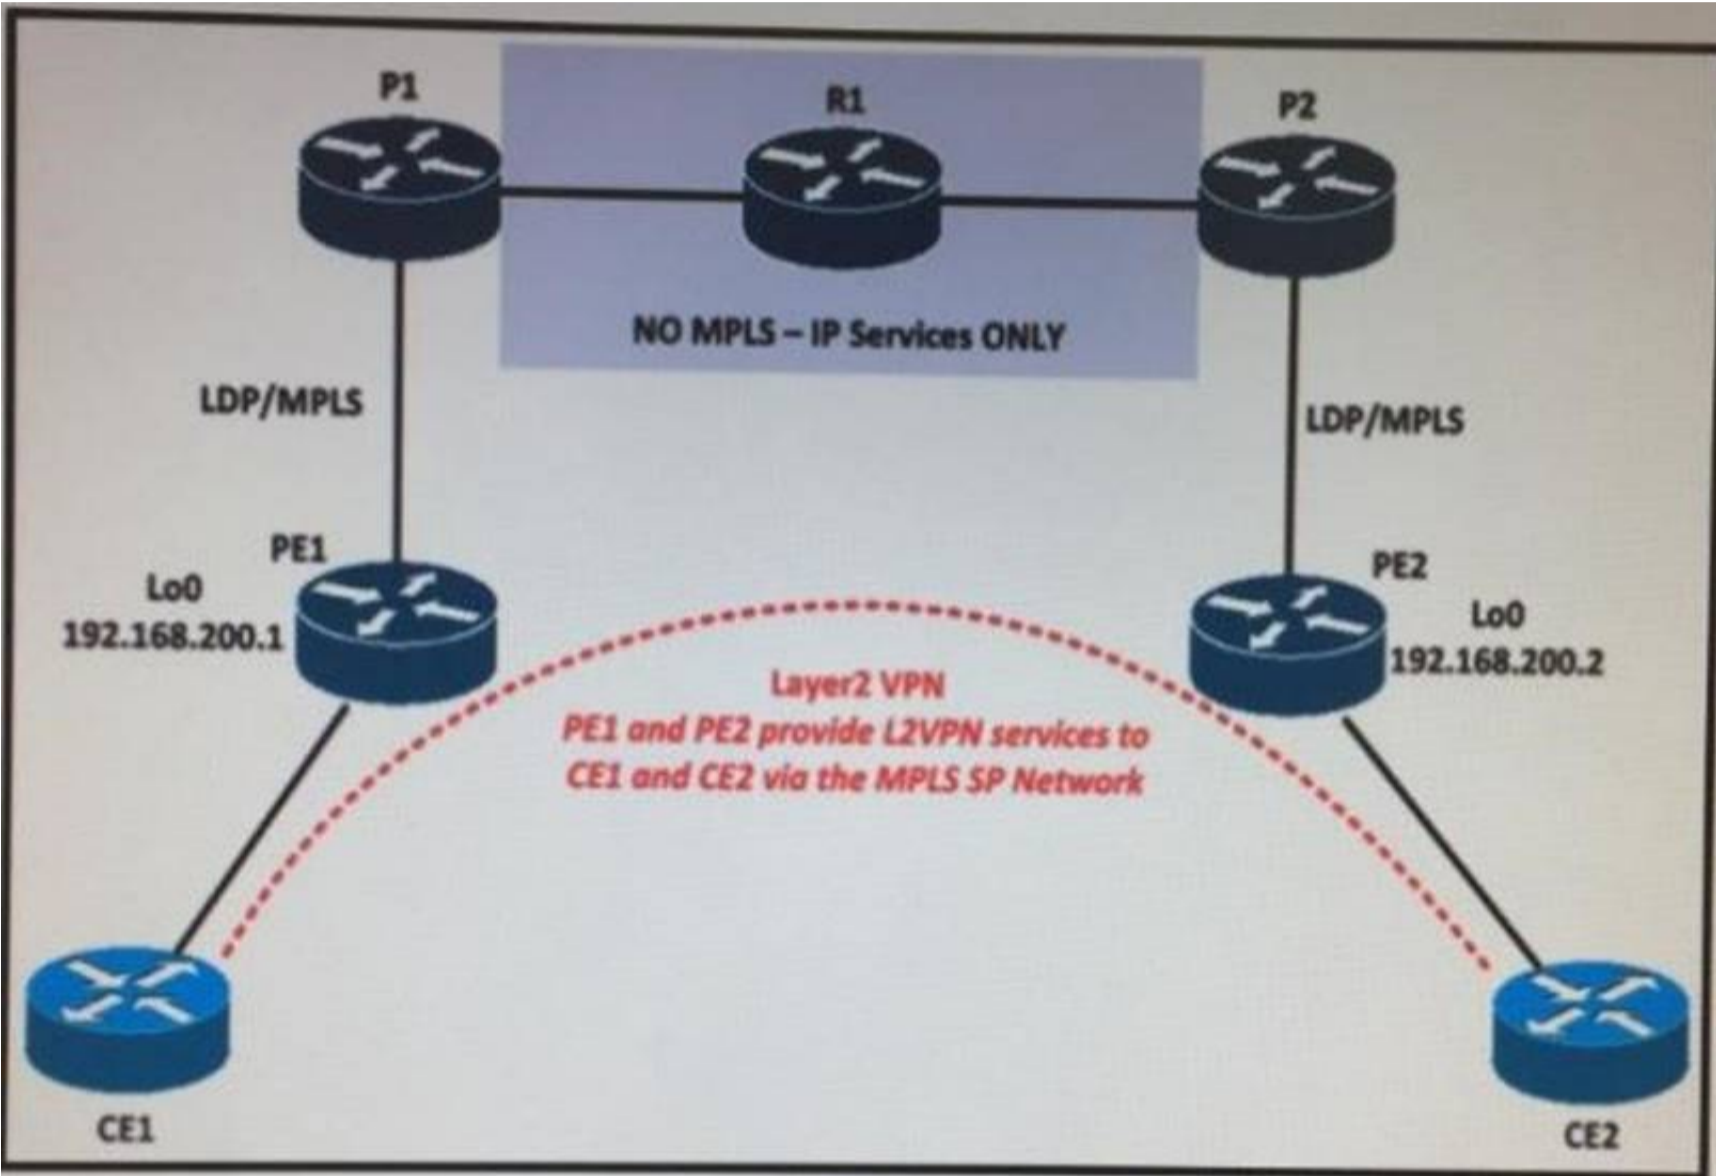 P1
R1
P2
NO MPLS – IP Services ONLY
LDP/MPLS
LDP/MPLS
PE1
Lo0
192.168.200.1
PE2
Lo0
192.168.200.2
Layer2 VPN
PE1 and PE2 provide L2VPN services to
CE1 and CE2 via the MPLS SP Network
CE1
CE2